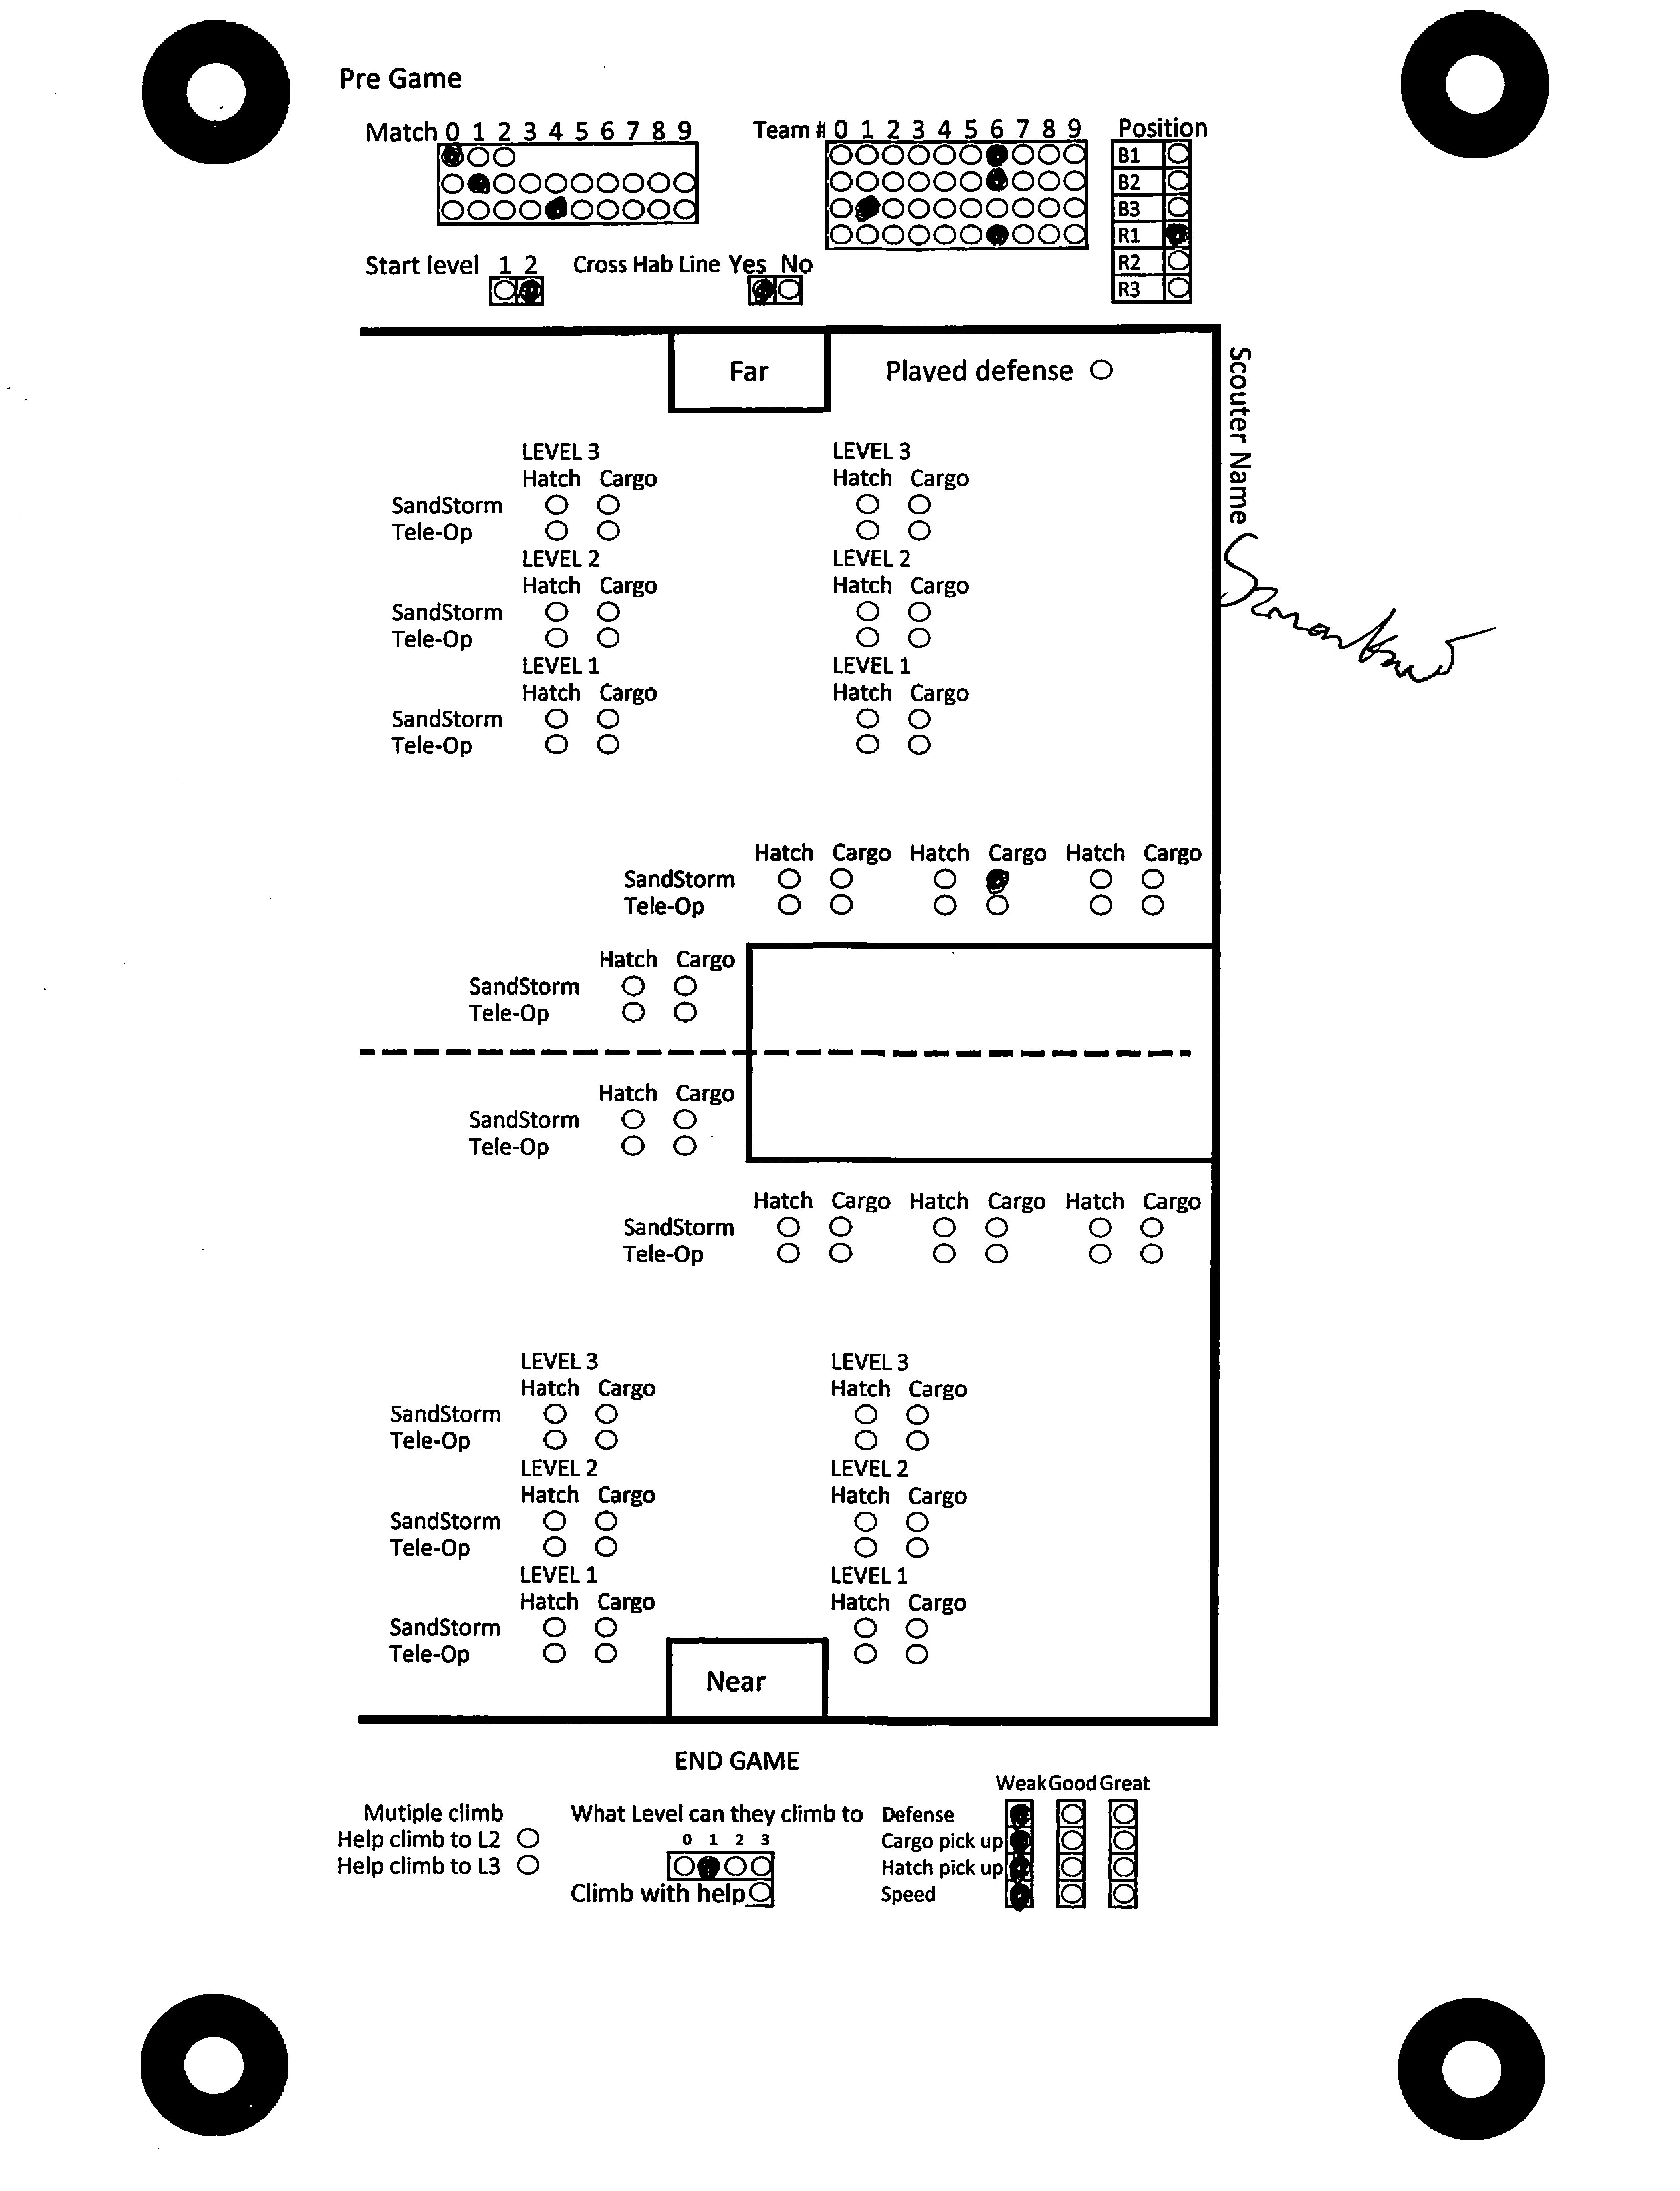 Pre Game
Match 0 1 2 3 4 5 6 7 8 9
Team # 0 1 2 3 4 5 6 7 8 9
Position
B1
B2
B3
R1
R2
R3
Start level 1 2
Cross Hab Line Yes No
Far
Played defense
Scouter Name
LEVEL 3 LEVEL 3
Hatch Cargo Hatch Cargo
SandStorm
Tele-Op
LEVEL 2 LEVEL 2
Hatch Cargo Hatch Cargo
SandStorm
Tele-Op
LEVEL 1 LEVEL 1
Hatch Cargo Hatch Cargo
SandStorm
Tele-Op
Hatch Cargo Hatch Cargo Hatch Cargo
SandStorm
Tele-Op
Hatch Cargo
SandStorm
Tele-Op
Hatch Cargo
SandStorm
Tele-Op
Hatch Cargo Hatch Cargo Hatch Cargo
SandStorm
Tele-Op
LEVEL 3 LEVEL 3
Hatch Cargo Hatch Cargo
SandStorm
Tele-Op
LEVEL 2 LEVEL 2
Hatch Cargo Hatch Cargo
SandStorm
Tele-Op
LEVEL 1 LEVEL 1
Hatch Cargo Hatch Cargo
SandStorm
Tele-Op
Near
END GAME
Mutiple climb
Help climb to L2
Help climb to L3
What Level can they climb to
0 1 2 3
Climb with help
Weak Good Great
Defense
Cargo pick up
Hatch pick up
Speed